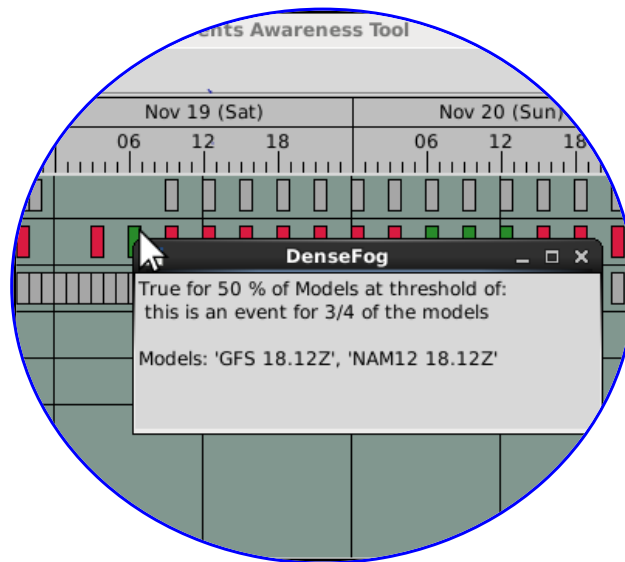 ents Awareness Tool
Nov 19 (Sat) Nov 20 (Sun)
06 12 18 06 12 18
DenseFog
True for 50 % of Models at threshold of:
this is an event for 3/4 of the models
Models: 'GFS 18.12Z', 'NAM12 18.12Z'